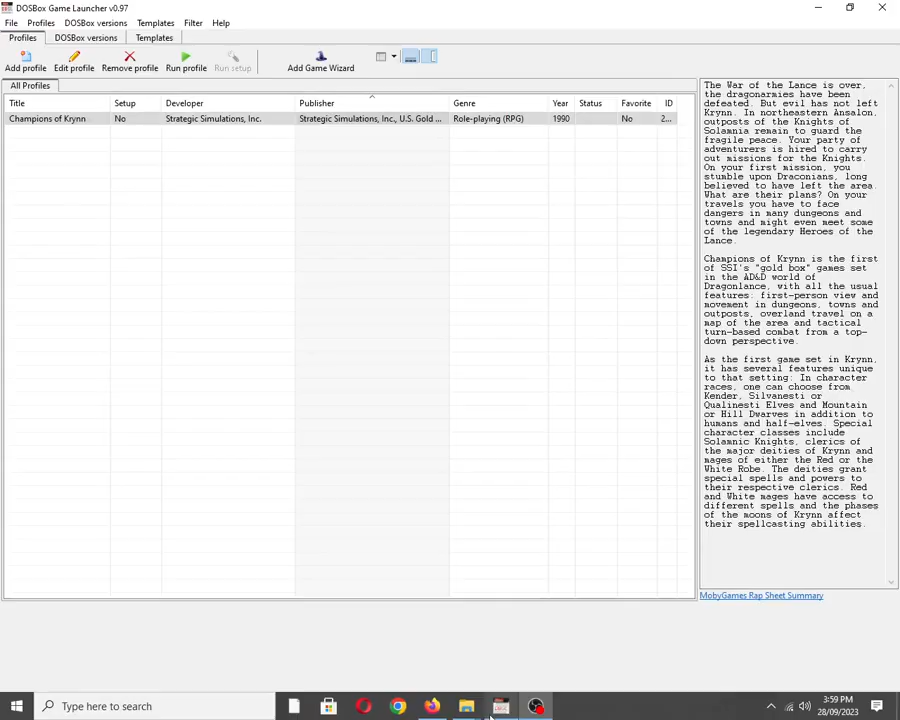 DOSBox Game Launcher v0.97
File Profiles DOSBox versions Templates Filter Help
Profiles DOSBox versions Templates
Add profile Edit profile Remove profile Run profile Run setup Add Game Wizard
All Profiles
Title Setup Developer Publisher Genre Year Status Favorite ID
Champions of Krynn No Strategic Simulations, Inc. Strategic Simulations, Inc., U.S. Gold ... Role-playing (RPG) 1990 No 2...
The War of the Lance is over,
the dragonarmies have been
defeated. But evil has not left
Krynn. In northeastern Ansalon,
outposts of the Knights of
Solamnia remain to guard the
fragile peace. Your party of
adventurers is hired to carry
out missions for the Knights.
On your first mission, you
stumble upon Draconians, long
believed to have left the area.
What are their plans? On your
travels you have to face
dangers in many dungeons and
towns and might even meet some
of the legendary Heroes of the
Lance.
Champions of Krynn is the first
of SSI's "gold box" games set
in the AD&D world of
Dragonlance, with all the usual
features: first-person view and
movement in dungeons, towns and
outposts, overland travel on a
map of the area and tactical
turn-based combat from a top-
down perspective.
As the first game set in Krynn,
it has several features unique
to that setting: In character
races, one can choose from
Kender, Silvanesti or
Qualinesti Elves and Mountain
or Hill Dwarves in addition to
humans and half-elves. Special
character classes include
Solamnic Knights, clerics of
the major deities of Krynn and
mages of either the Red or the
White Robe. The deities grant
special spells and powers to
their respective clerics. Red
and White mages have access to
different spells and the phases
of the moons of Krynn affect
their spellcasting abilities.
MobyGames Rap Sheet Summary
Type here to search
3:59 PM
28/09/2023